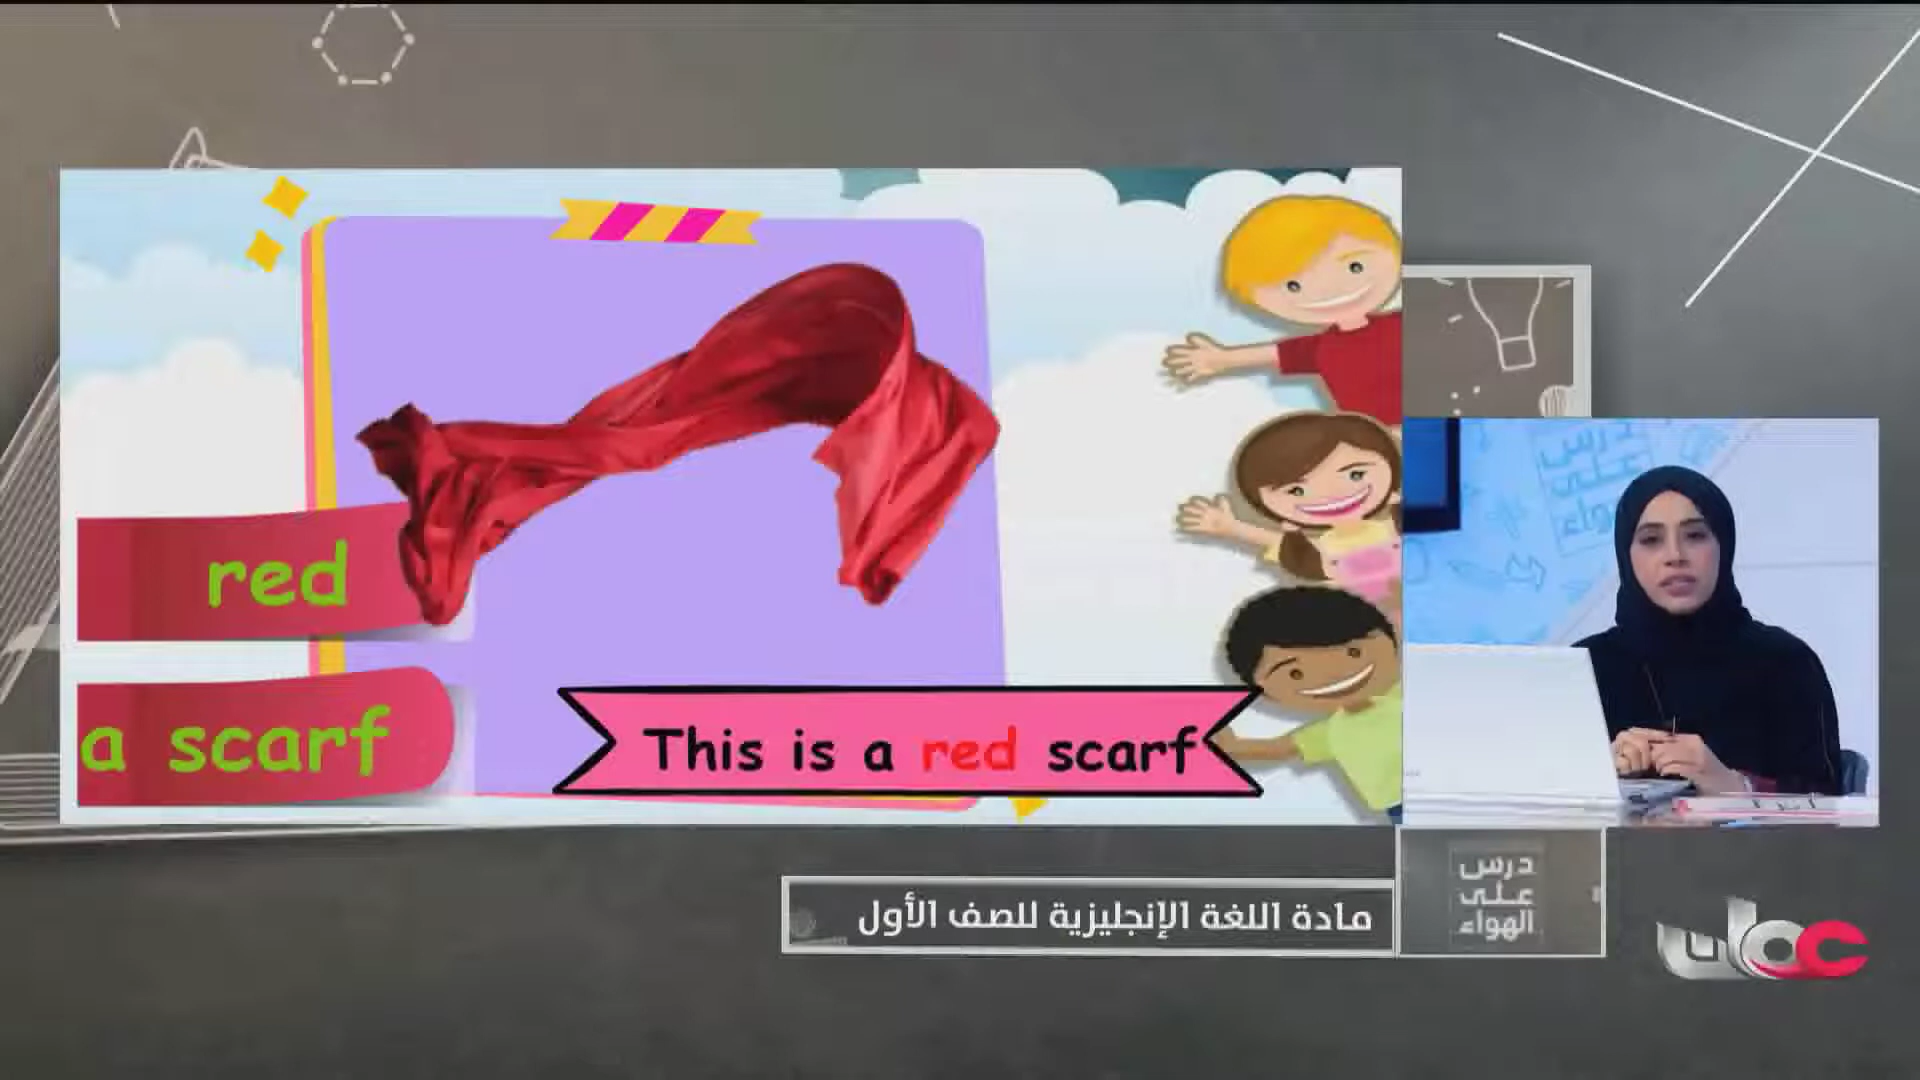 red
a scarf
This is a red scarf
درس
على
الهواء
مادة اللغة الإنجليزية للصف الأول
درس
على
الهواء
عمان